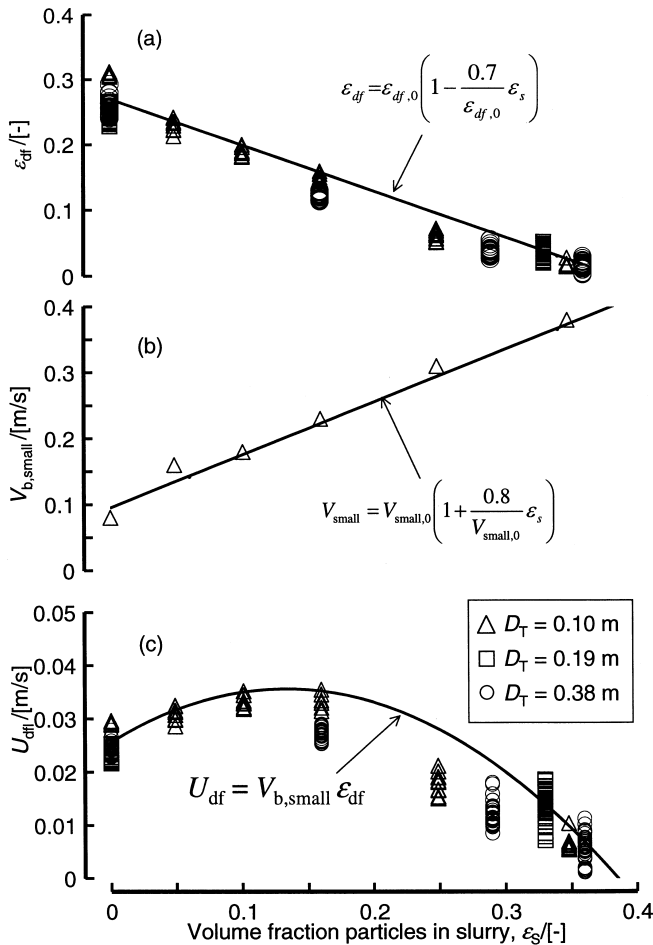 0.4
(a)
0.3
ε_df = ε_df,0 (1 − 0.7/ε_df,0 ε_s)
0.2
0.1
0
ε_df/[-]
0.4
(b)
0.3
0.2
0.1
0
V_b,small/[m/s]
V_small = V_small,0 (1 + 0.8/V_small,0 ε_s)
0.05
(c)
0.04
0.03
0.02
0.01
0
U_df/[m/s]
D_T = 0.10 m
D_T = 0.19 m
D_T = 0.38 m
U_df = V_b,small ε_df
0 0.1 0.2 0.3 0.4
Volume fraction particles in slurry, ε_S/[-]